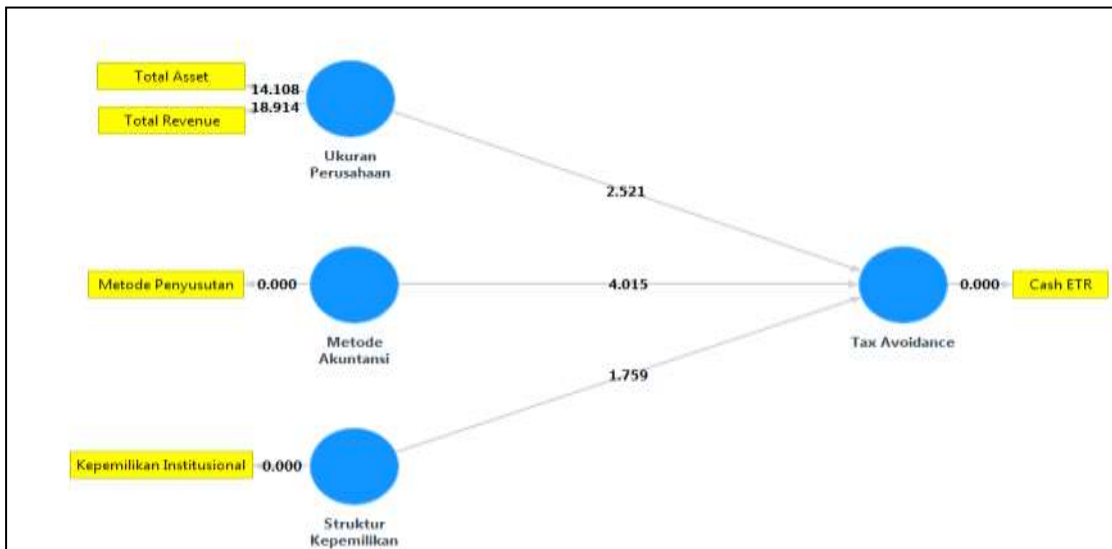 Total Asset
14.108
18.914
Total Revenue
Ukuran
Perusahaan
2.521
Metode Penyusutan
0.000
4.015
0.000
Cash ETR
Metode
Akuntansi
Tax Avoidance
1.759
Kepemilikan Institusional
0.000
Struktur
Kepemilikan